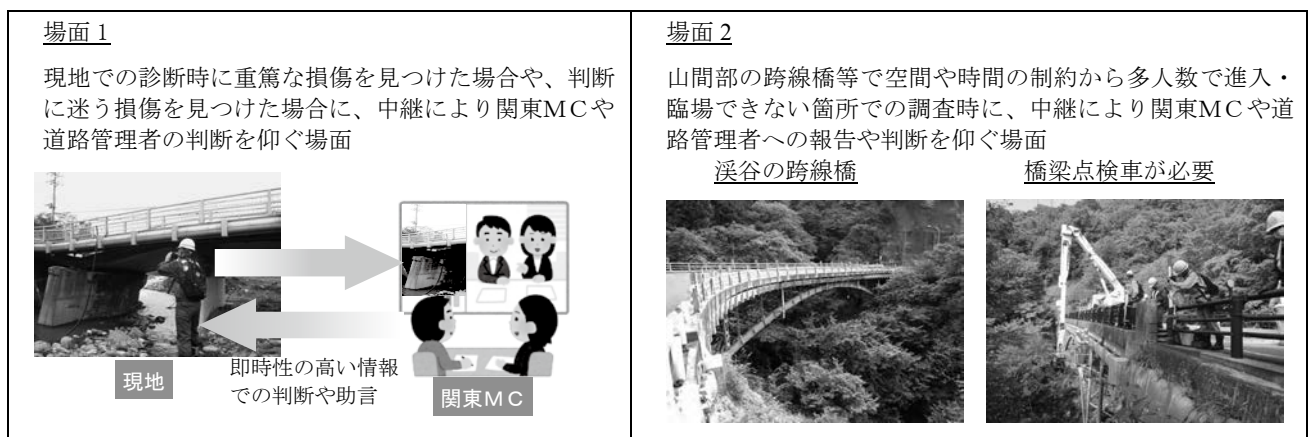 場面 1
現地での診断時に重篤な損傷を見つけた場合や、判断
に迷う損傷を見つけた場合に、中継により関東ＭＣや
道路管理者の判断を仰ぐ場面
現地
即時性の高い情報
での判断や助言
関東ＭＣ
場面 2
山間部の跨線橋等で空間や時間の制約から多人数で進入・
臨場できない箇所での調査時に、中継により関東ＭＣや道
路管理者への報告や判断を仰ぐ場面
渓谷の跨線橋
橋梁点検車が必要